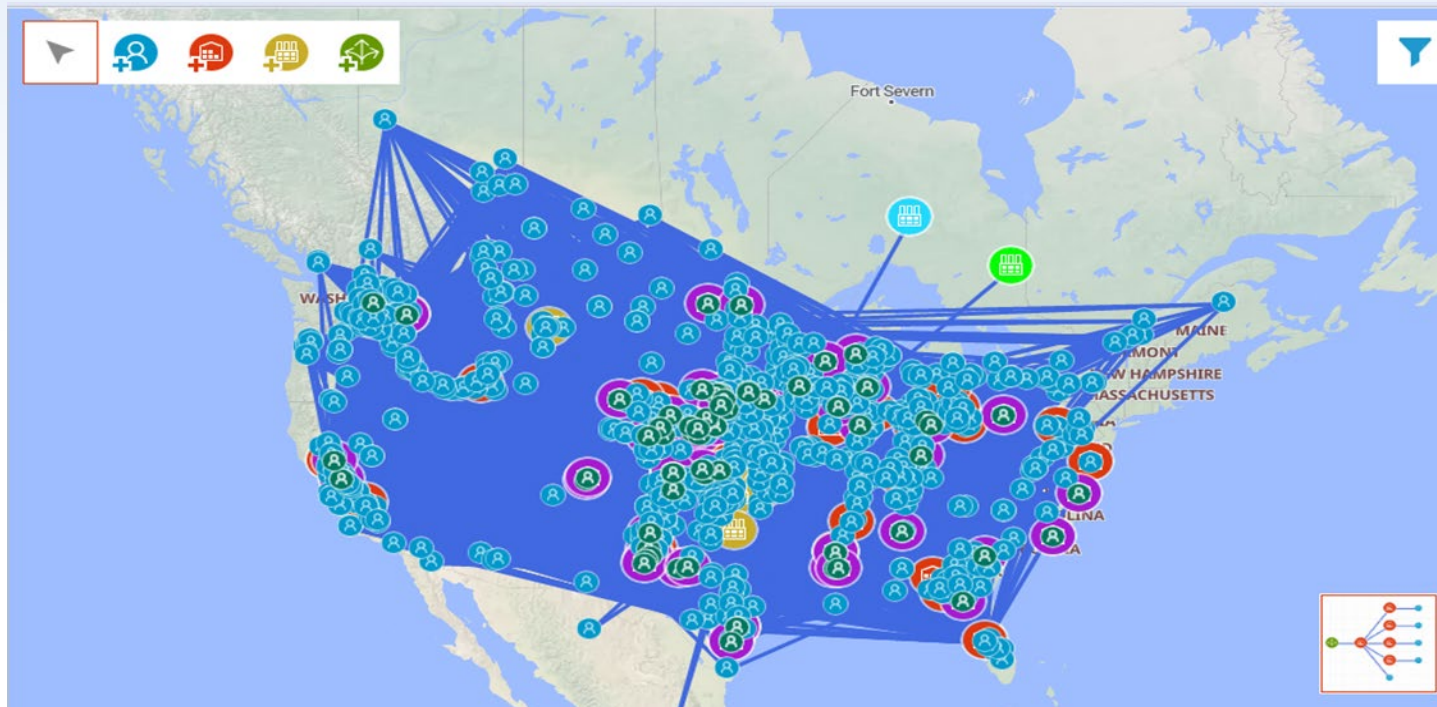 Fort Severn
WASH
MAINE
MONT
W HAMPSHIRE
MASSACHUSETTS
LINA